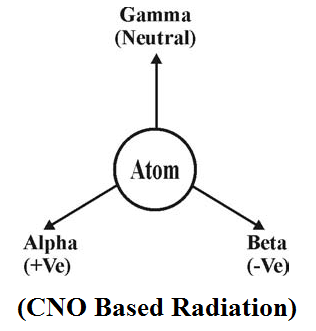 Gamma
(Neutral)
Atom
Alpha
(+Ve)
Beta
(-Ve)
(CNO Based Radiation)